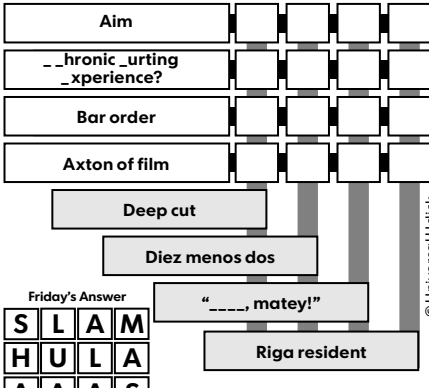 Aim
_ _hronic _urting
_xperience?
Bar order
Axton of film
Deep cut
Diez menos dos
“____, matey!”
Riga resident
Friday's Answer
S L A M
H U L A